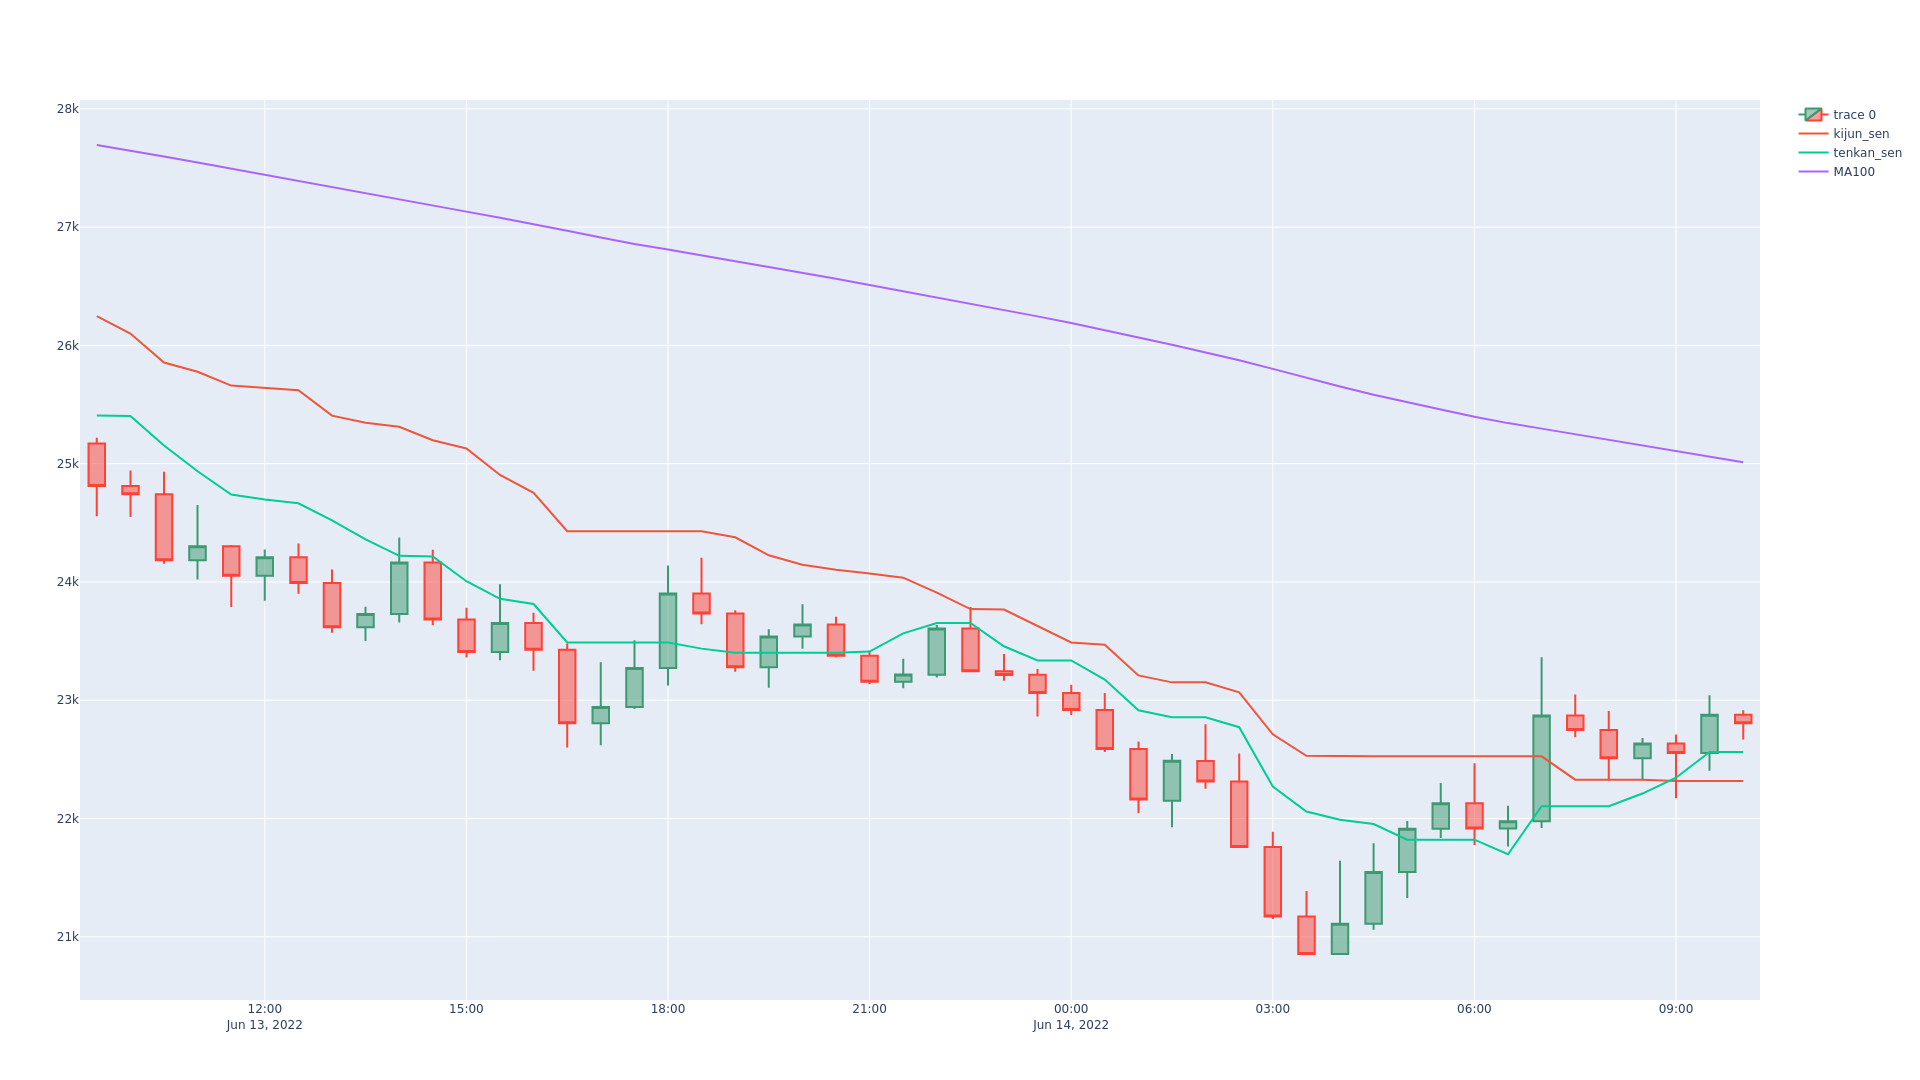 28k
27k
26k
25k
24k
23k
22k
21k
12:00
Jun 13, 2022
15:00
18:00
21:00
00:00
Jun 14, 2022
03:00
06:00
09:00
trace 0
kijun_sen
tenkan_sen
MA100